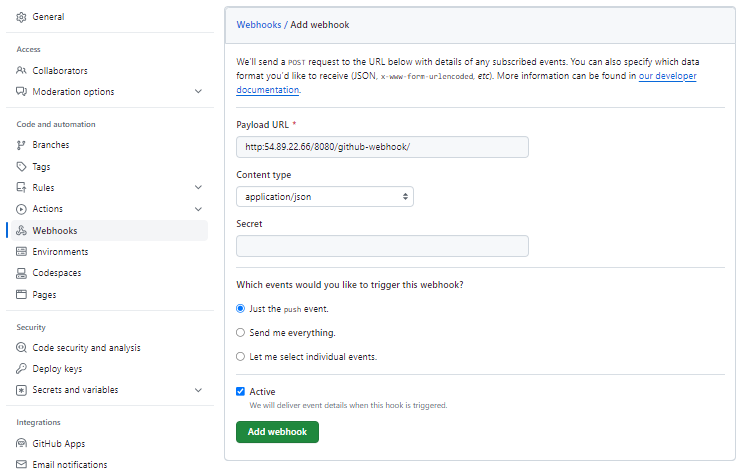 General
Access
Collaborators
Moderation options
Code and automation
Branches
Tags
Rules
Actions
Webhooks
Environments
Codespaces
Pages
Security
Code security and analysis
Deploy keys
Secrets and variables
Integrations
GitHub Apps
Email notifications
Webhooks / Add webhook
We'll send a POST request to the URL below with details of any subscribed events. You can also specify which data
format you'd like to receive (JSON, x-www-form-urlencoded, etc). More information can be found in our developer
documentation.
Payload URL *
http:54.89.22.66/8080/github-webhook/
Content type
application/json
Secret
Which events would you like to trigger this webhook?
Just the push event.
Send me everything.
Let me select individual events.
Active
We will deliver event details when this hook is triggered.
Add webhook